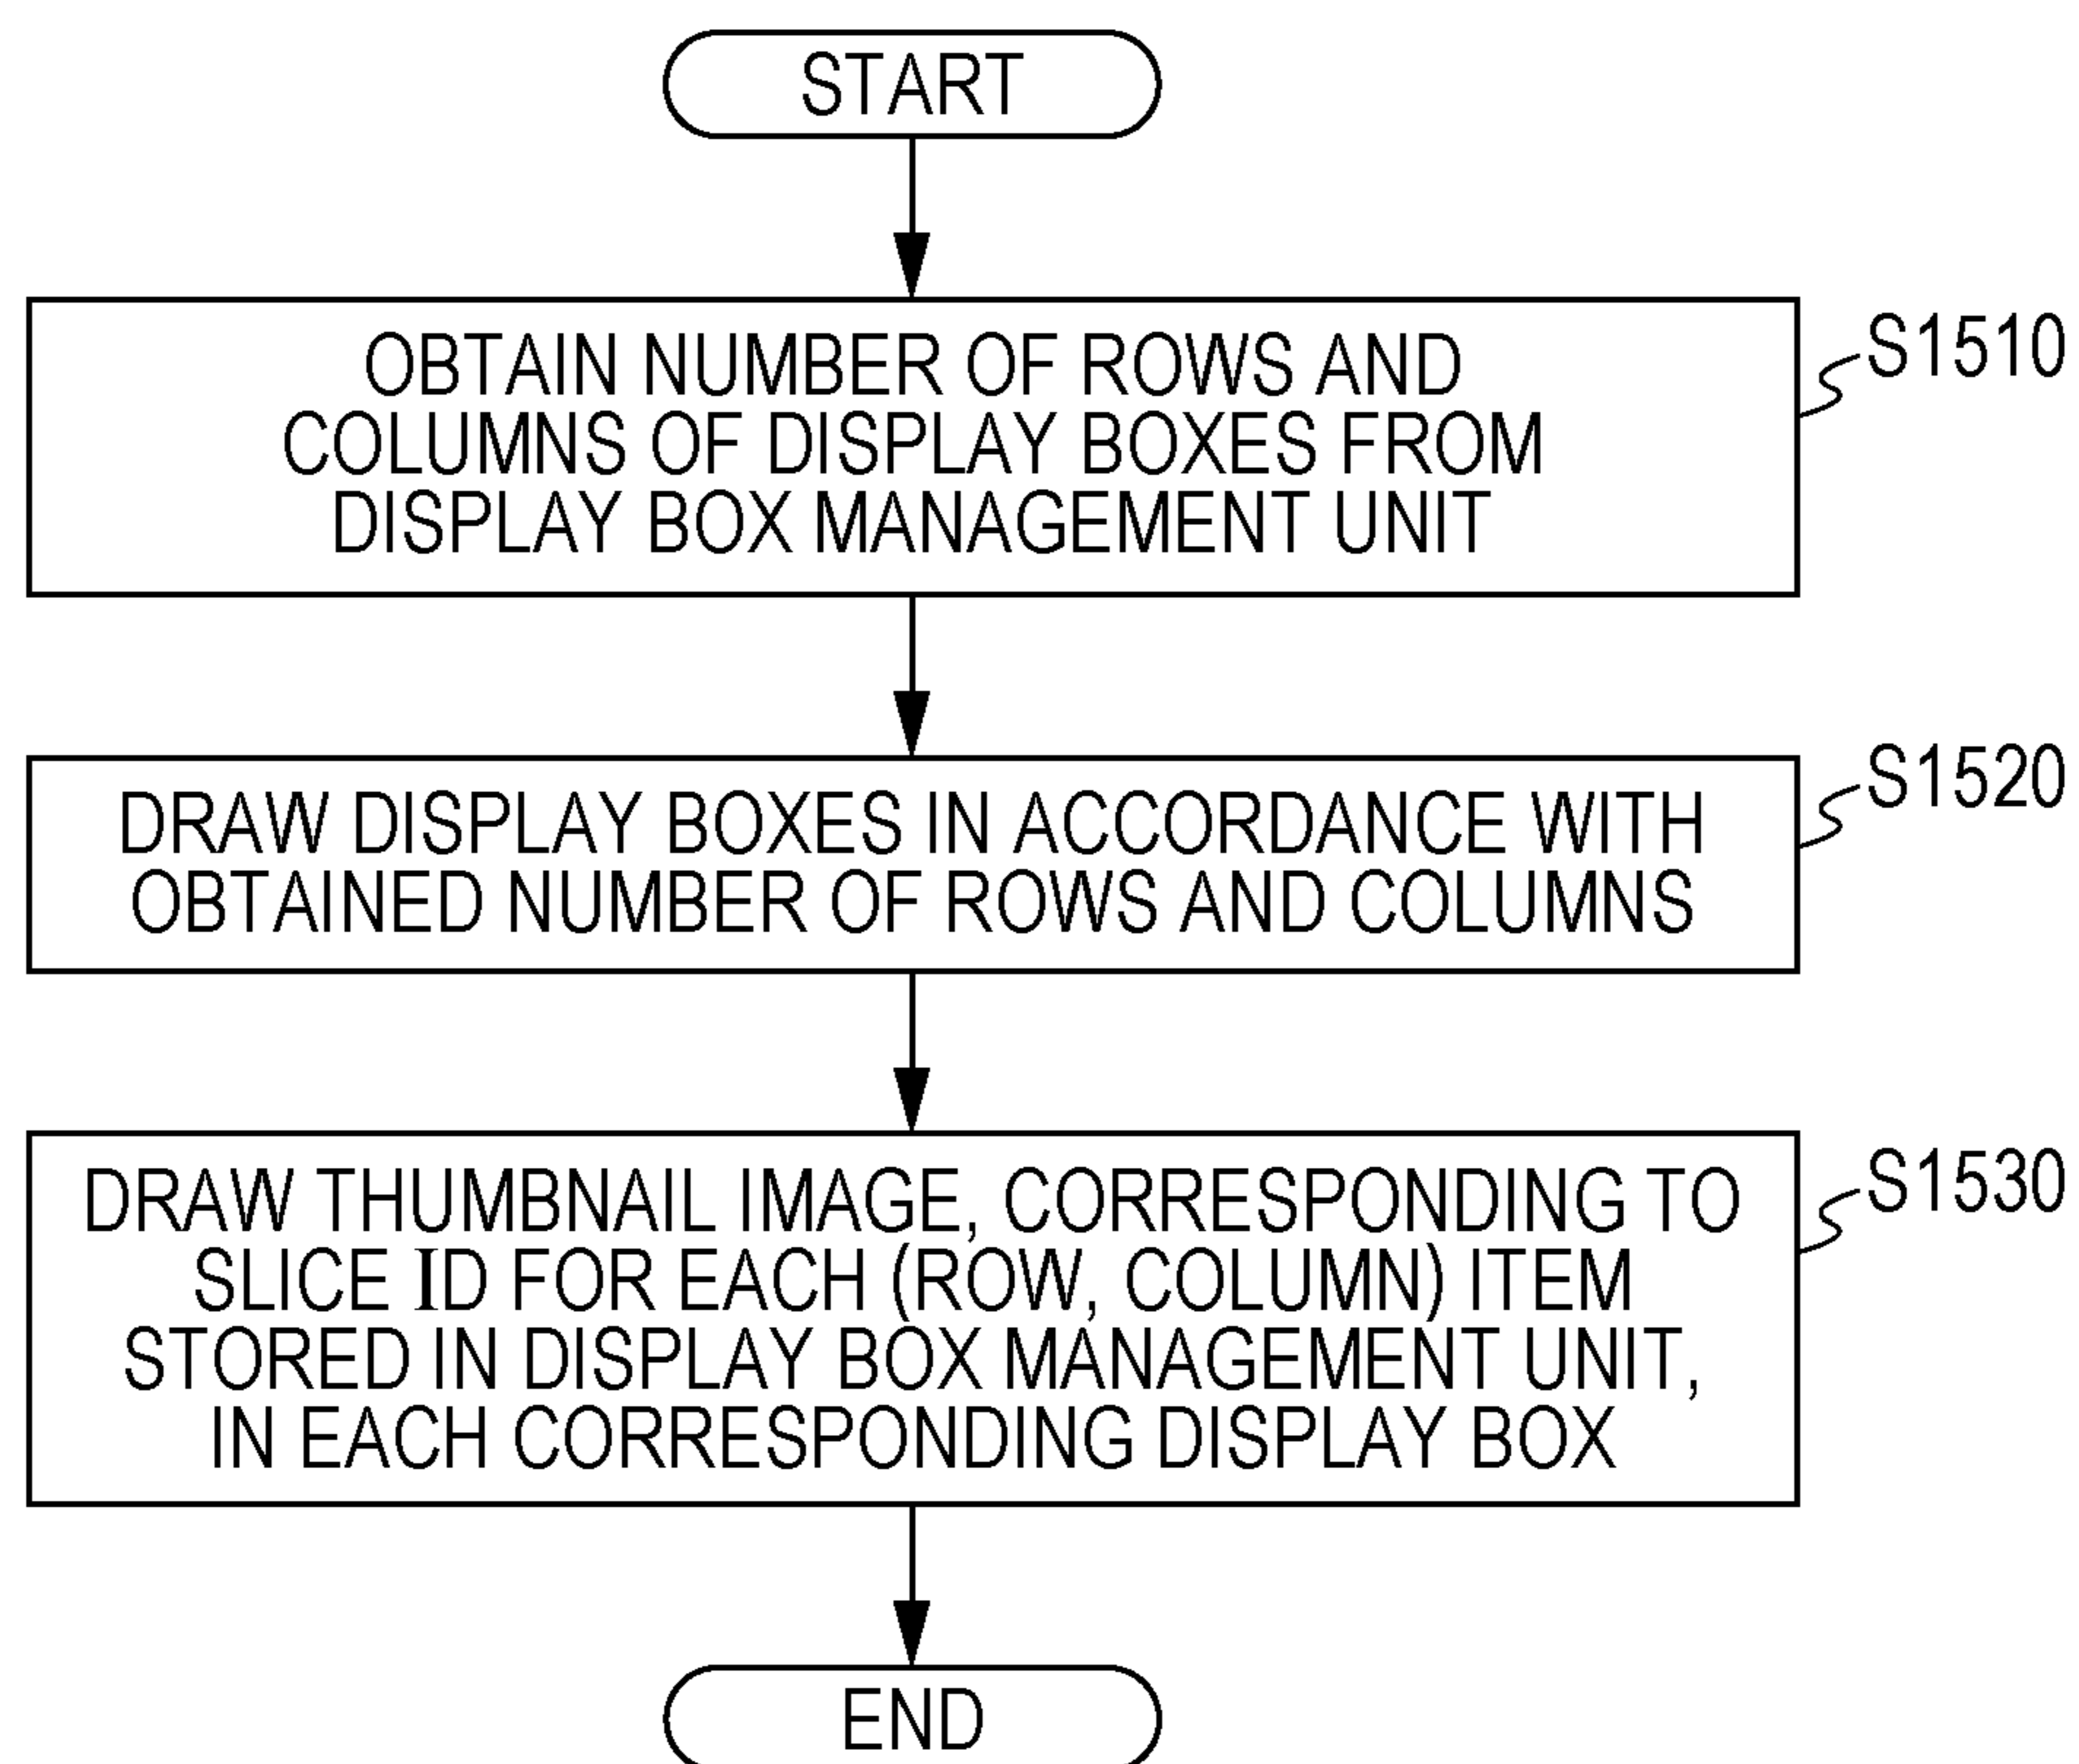 START
OBTAIN NUMBER OF ROWS AND
COLUMNS OF DISPLAY BOXES FROM
DISPLAY BOX MANAGEMENT UNIT
S1510
DRAW DISPLAY BOXES IN ACCORDANCE WITH
OBTAINED NUMBER OF ROWS AND COLUMNS
S1520
DRAW THUMBNAIL IMAGE, CORRESPONDING TO
SLICE ID FOR EACH (ROW, COLUMN) ITEM
STORED IN DISPLAY BOX MANAGEMENT UNIT,
IN EACH CORRESPONDING DISPLAY BOX
S1530
END